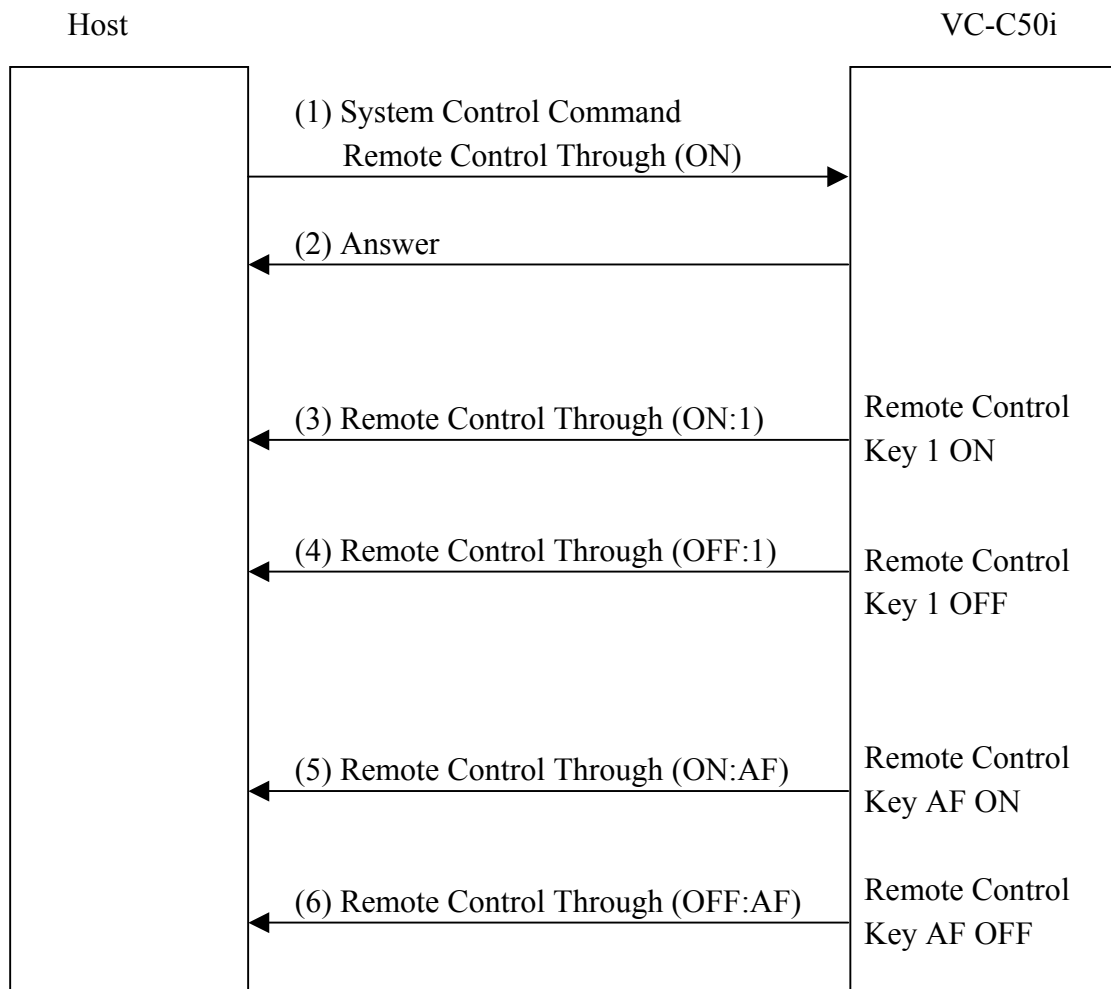 Host
VC-C50i
(1) System Control Command
Remote Control Through (ON)
(2) Answer
(3) Remote Control Through (ON:1)
Remote Control
Key 1 ON
(4) Remote Control Through (OFF:1)
Remote Control
Key 1 OFF
(5) Remote Control Through (ON:AF)
Remote Control
Key AF ON
(6) Remote Control Through (OFF:AF)
Remote Control
Key AF OFF